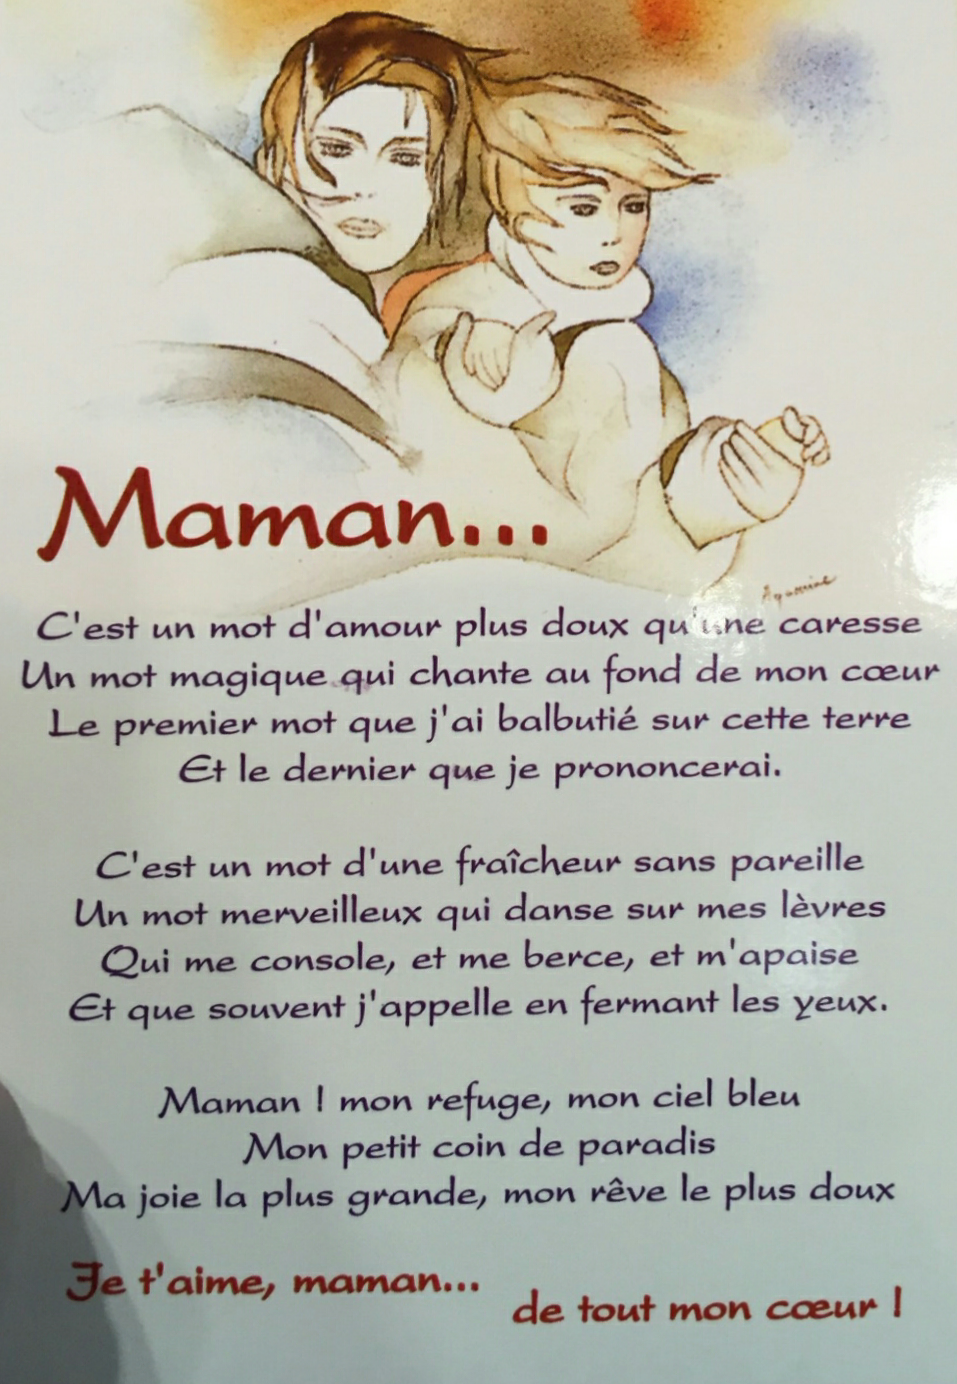 Maman...
C'est un mot d'amour plus doux qu'une caresse
Un mot magique qui chante au fond de mon cœur
Le premier mot que j'ai balbutié sur cette terre
Et le dernier que je prononcerai.
C'est un mot d'une fraîcheur sans pareille
Un mot merveilleux qui danse sur mes lèvres
Qui me console, et me berce, et m'apaise
Et que souvent j'appelle en fermant les yeux.
Maman ! mon refuge, mon ciel bleu
Mon petit coin de paradis
Ma joie la plus grande, mon rêve le plus doux
Je t'aime, maman...
de tout mon cœur !